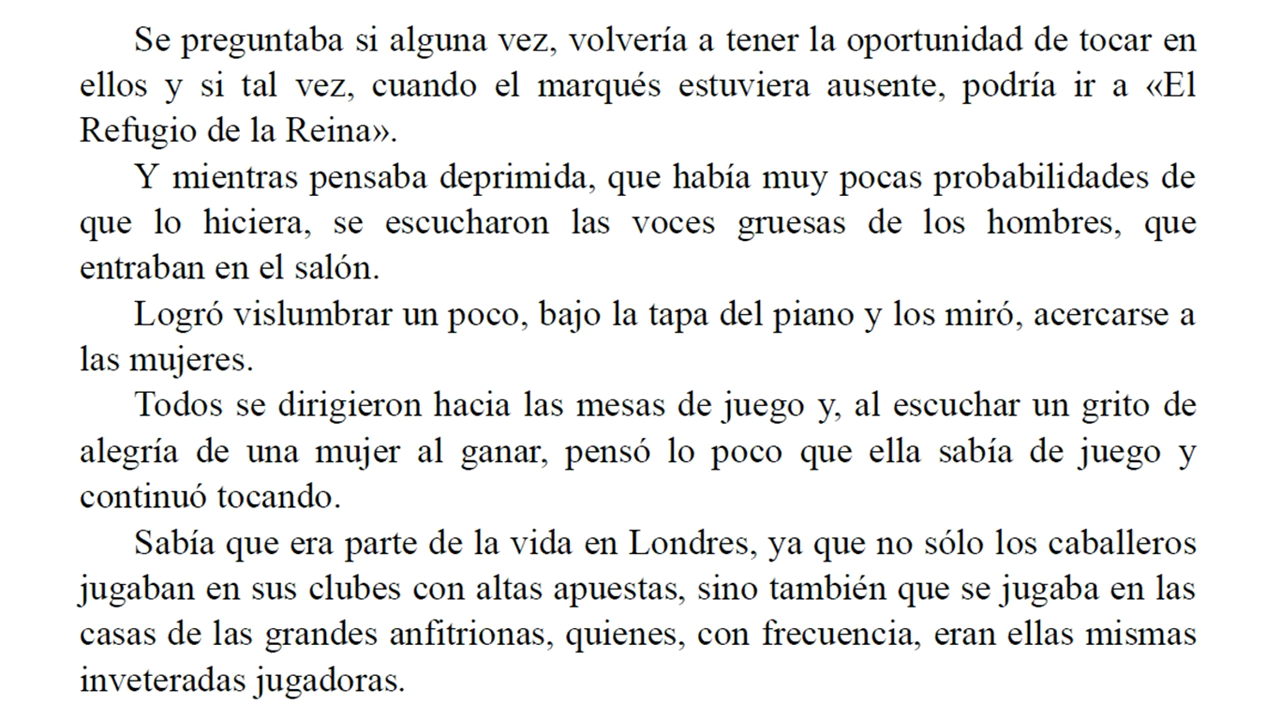 Se preguntaba si alguna vez, volvería a tener la oportunidad de tocar en
ellos y si tal vez, cuando el marqués estuviera ausente, podría ir a «El
Refugio de la Reina».
Y mientras pensaba deprimida, que había muy pocas probabilidades de
que lo hiciera, se escucharon las voces gruesas de los hombres, que
entraban en el salón.
Logró vislumbrar un poco, bajo la tapa del piano y los miró, acercarse a
las mujeres.
Todos se dirigieron hacia las mesas de juego y, al escuchar un grito de
alegría de una mujer al ganar, pensó lo poco que ella sabía de juego y
continuó tocando.
Sabía que era parte de la vida en Londres, ya que no sólo los caballeros
jugaban en sus clubes con altas apuestas, sino también que se jugaba en las
casas de las grandes anfitrionas, quienes, con frecuencia, eran ellas mismas
inveteradas jugadoras.